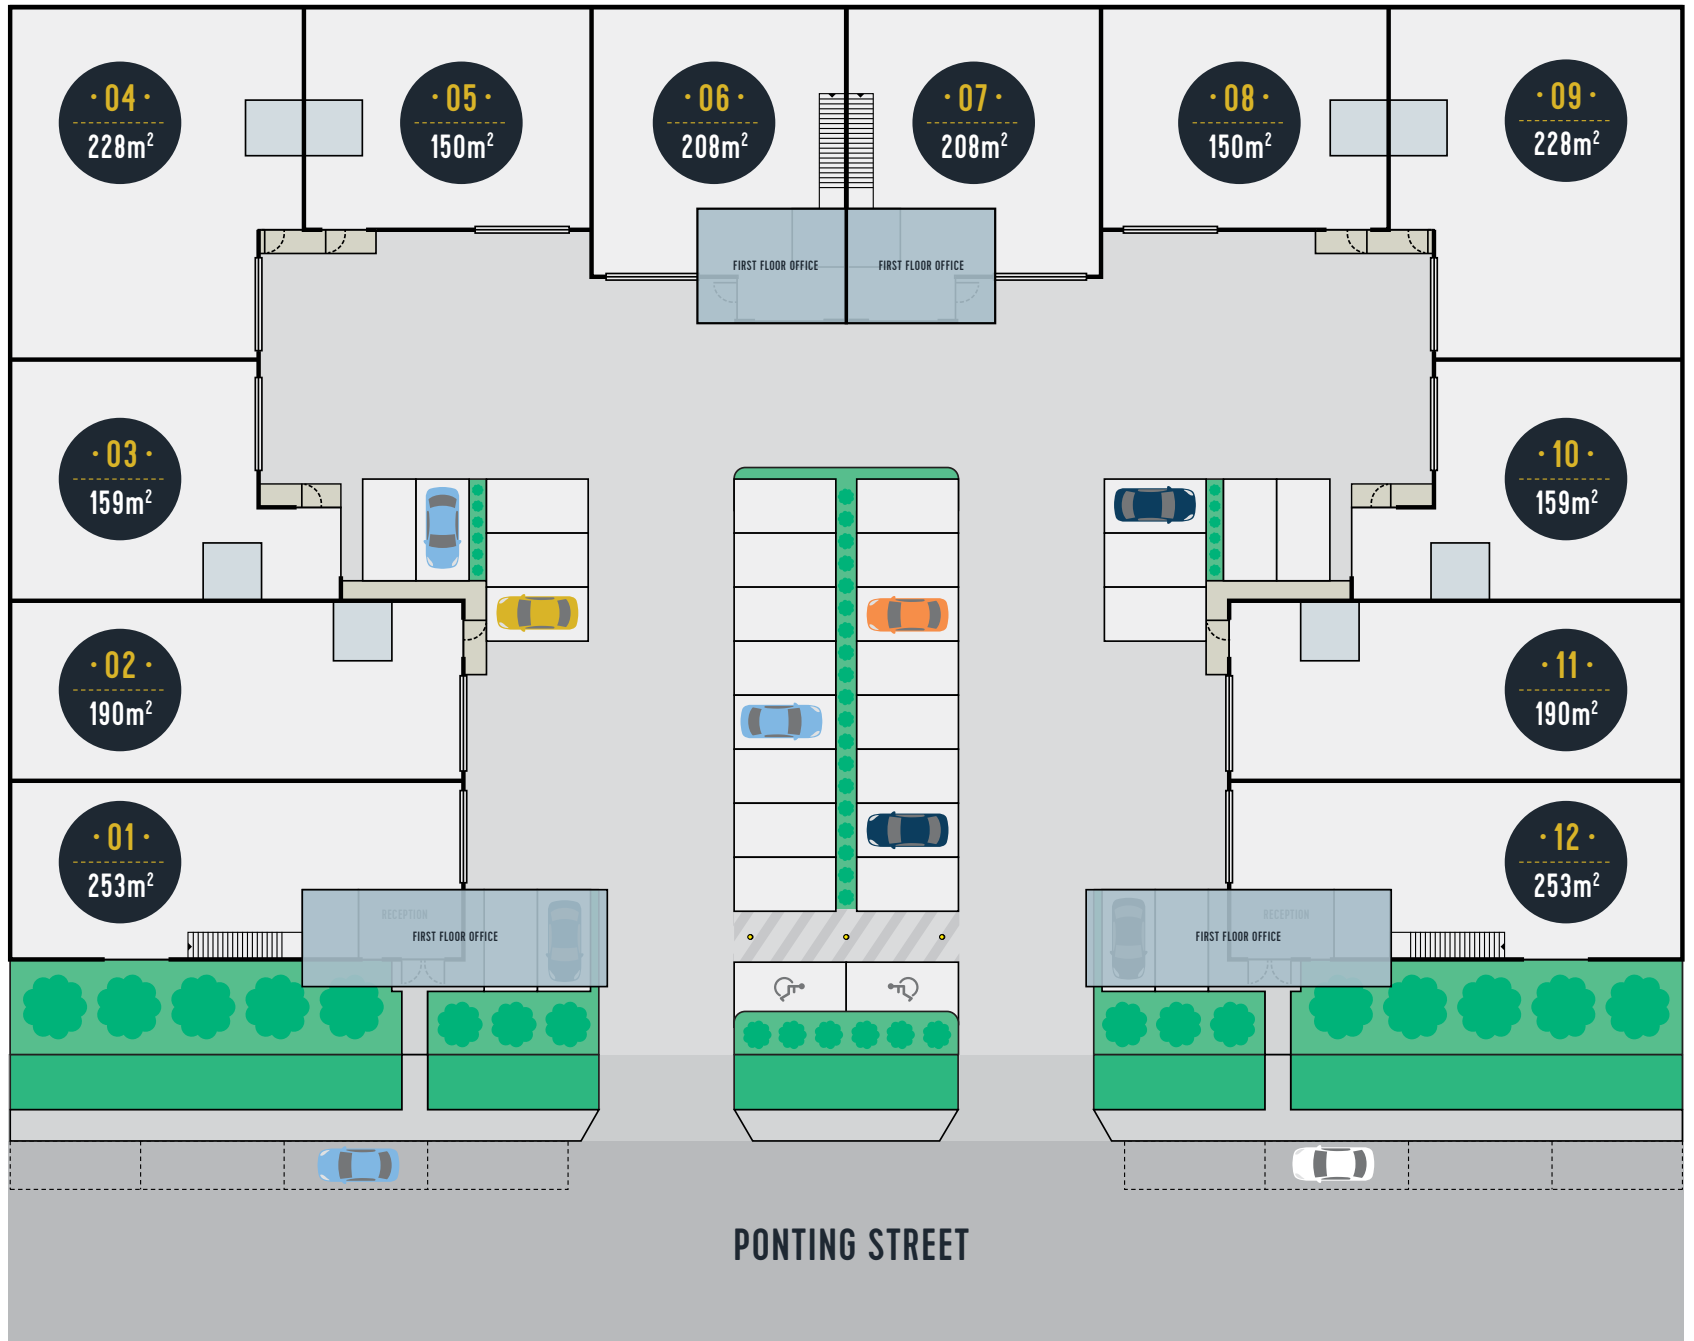 ·04·
228m²
·05·
150m²
·06·
208m²
·07·
208m²
·08·
150m²
·09·
228m²
FIRST FLOOR OFFICE
FIRST FLOOR OFFICE
·03·
159m²
·10·
159m²
·02·
190m²
·11·
190m²
·01·
253m²
·12·
253m²
RECEPTION
FIRST FLOOR OFFICE
RECEPTION
FIRST FLOOR OFFICE
PONTING STREET